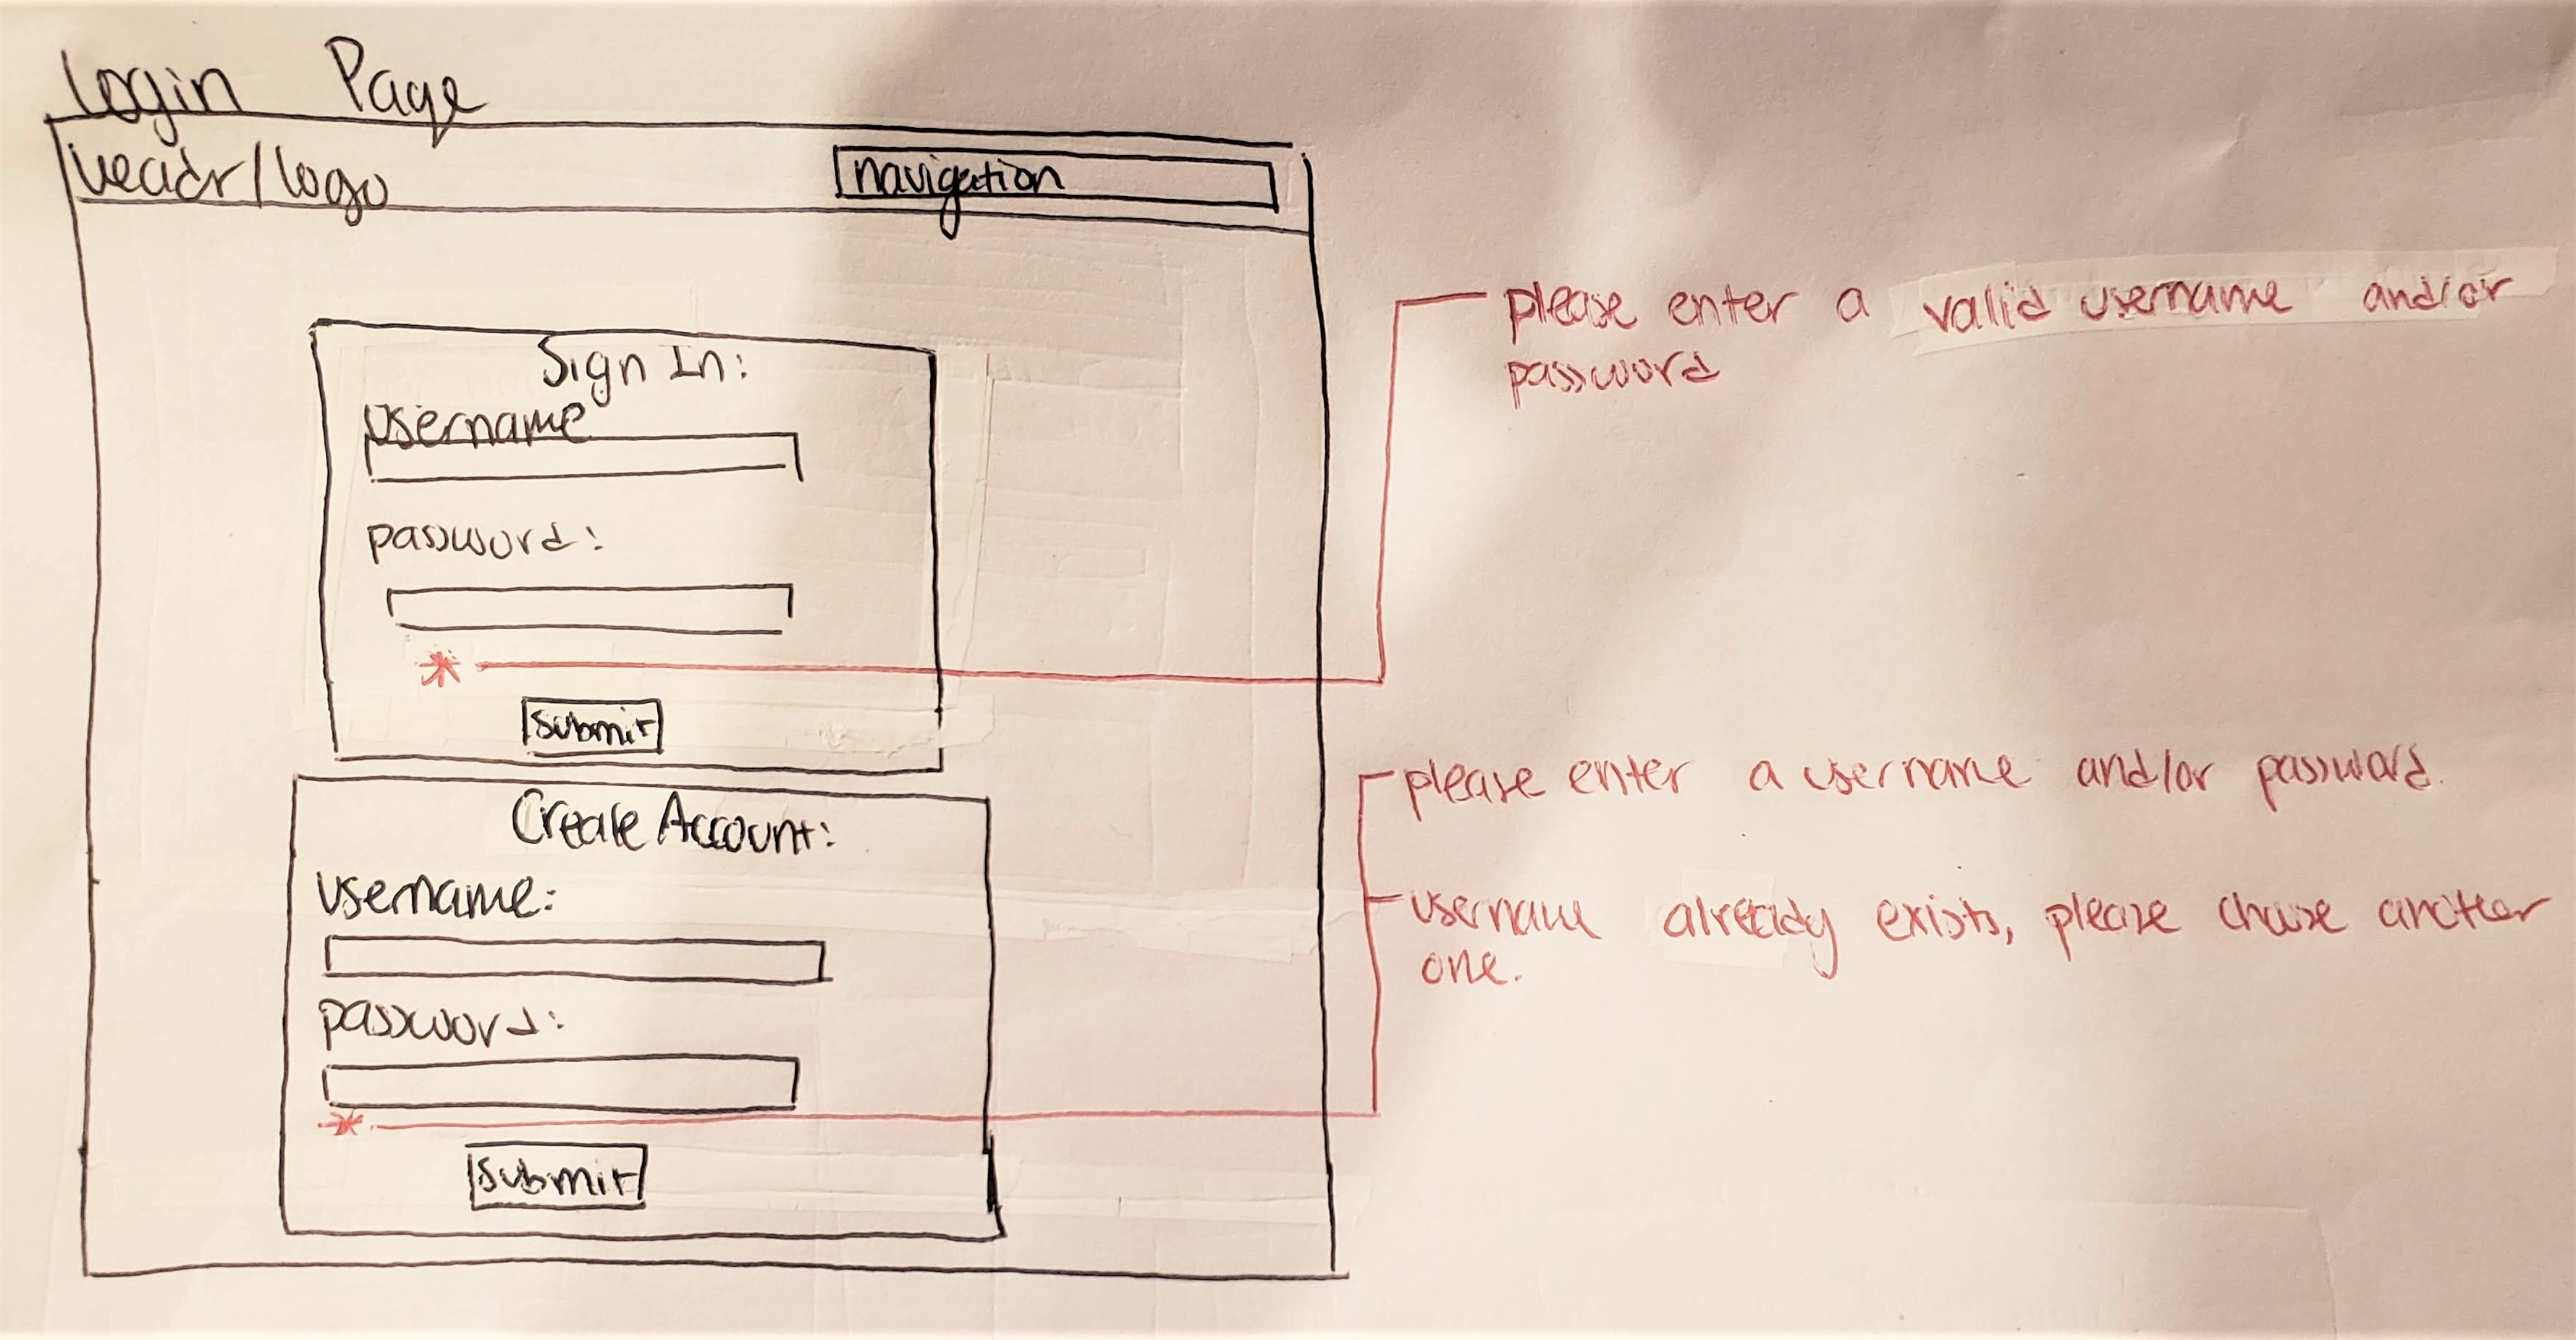 Login Page
header/logo
navigation
Sign In:
username
password:
*
submit
Create Account:
username:
password:
*
submit
please enter a valid username and/or
password
please enter a username and/or password.
username already exists, please chose another
one.